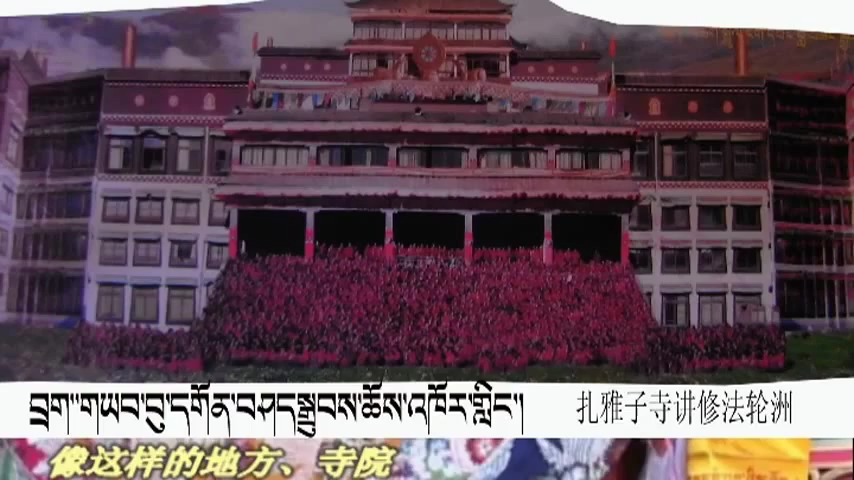 བྲག་གཡབ་བུ་དགོན་བཤད་སྒྲུབས་ཆོས་འཁོར་གླིང་།
扎雅子寺讲修法轮洲
像这样的地方、寺院